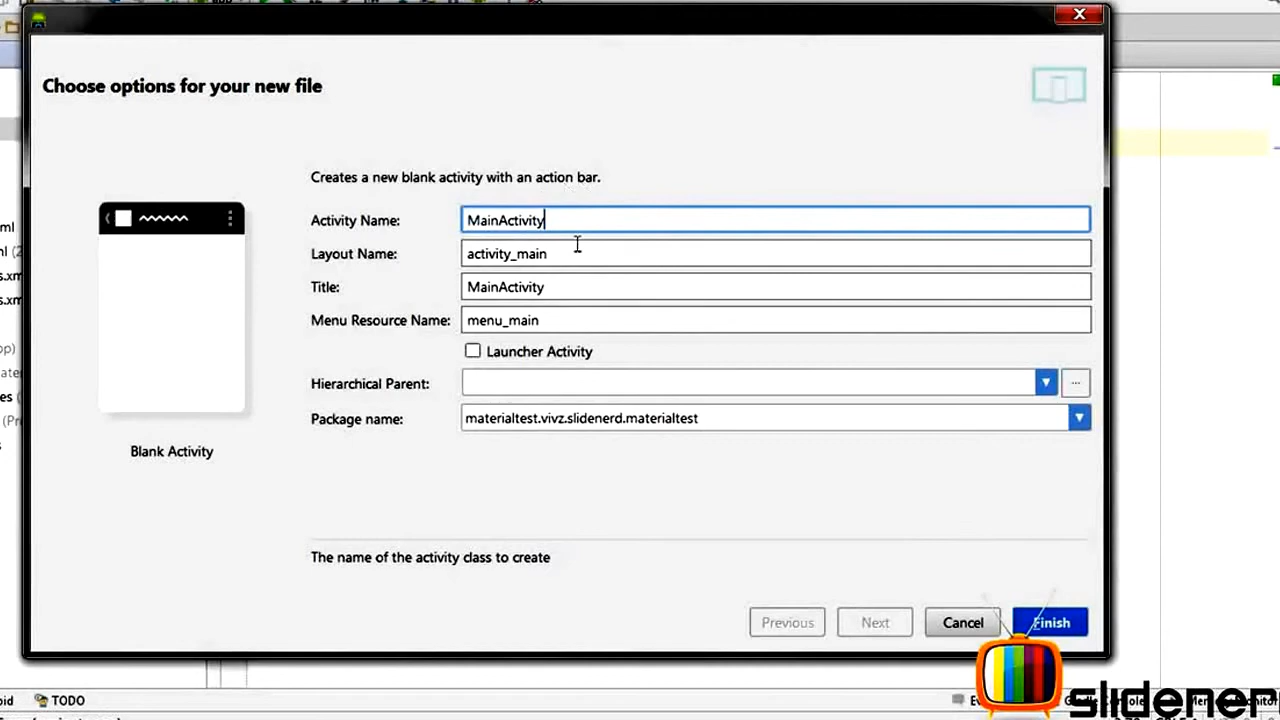 Choose options for your new file
Creates a new blank activity with an action bar.
Activity Name: MainActivity
Layout Name: activity_main
Title: MainActivity
Menu Resource Name: menu_main
Launcher Activity
Hierarchical Parent: ...
Package name: materialtest.vivz.slidenerd.materialtest
Blank Activity
The name of the activity class to create
Previous Next Cancel Finish
TODO
slidener